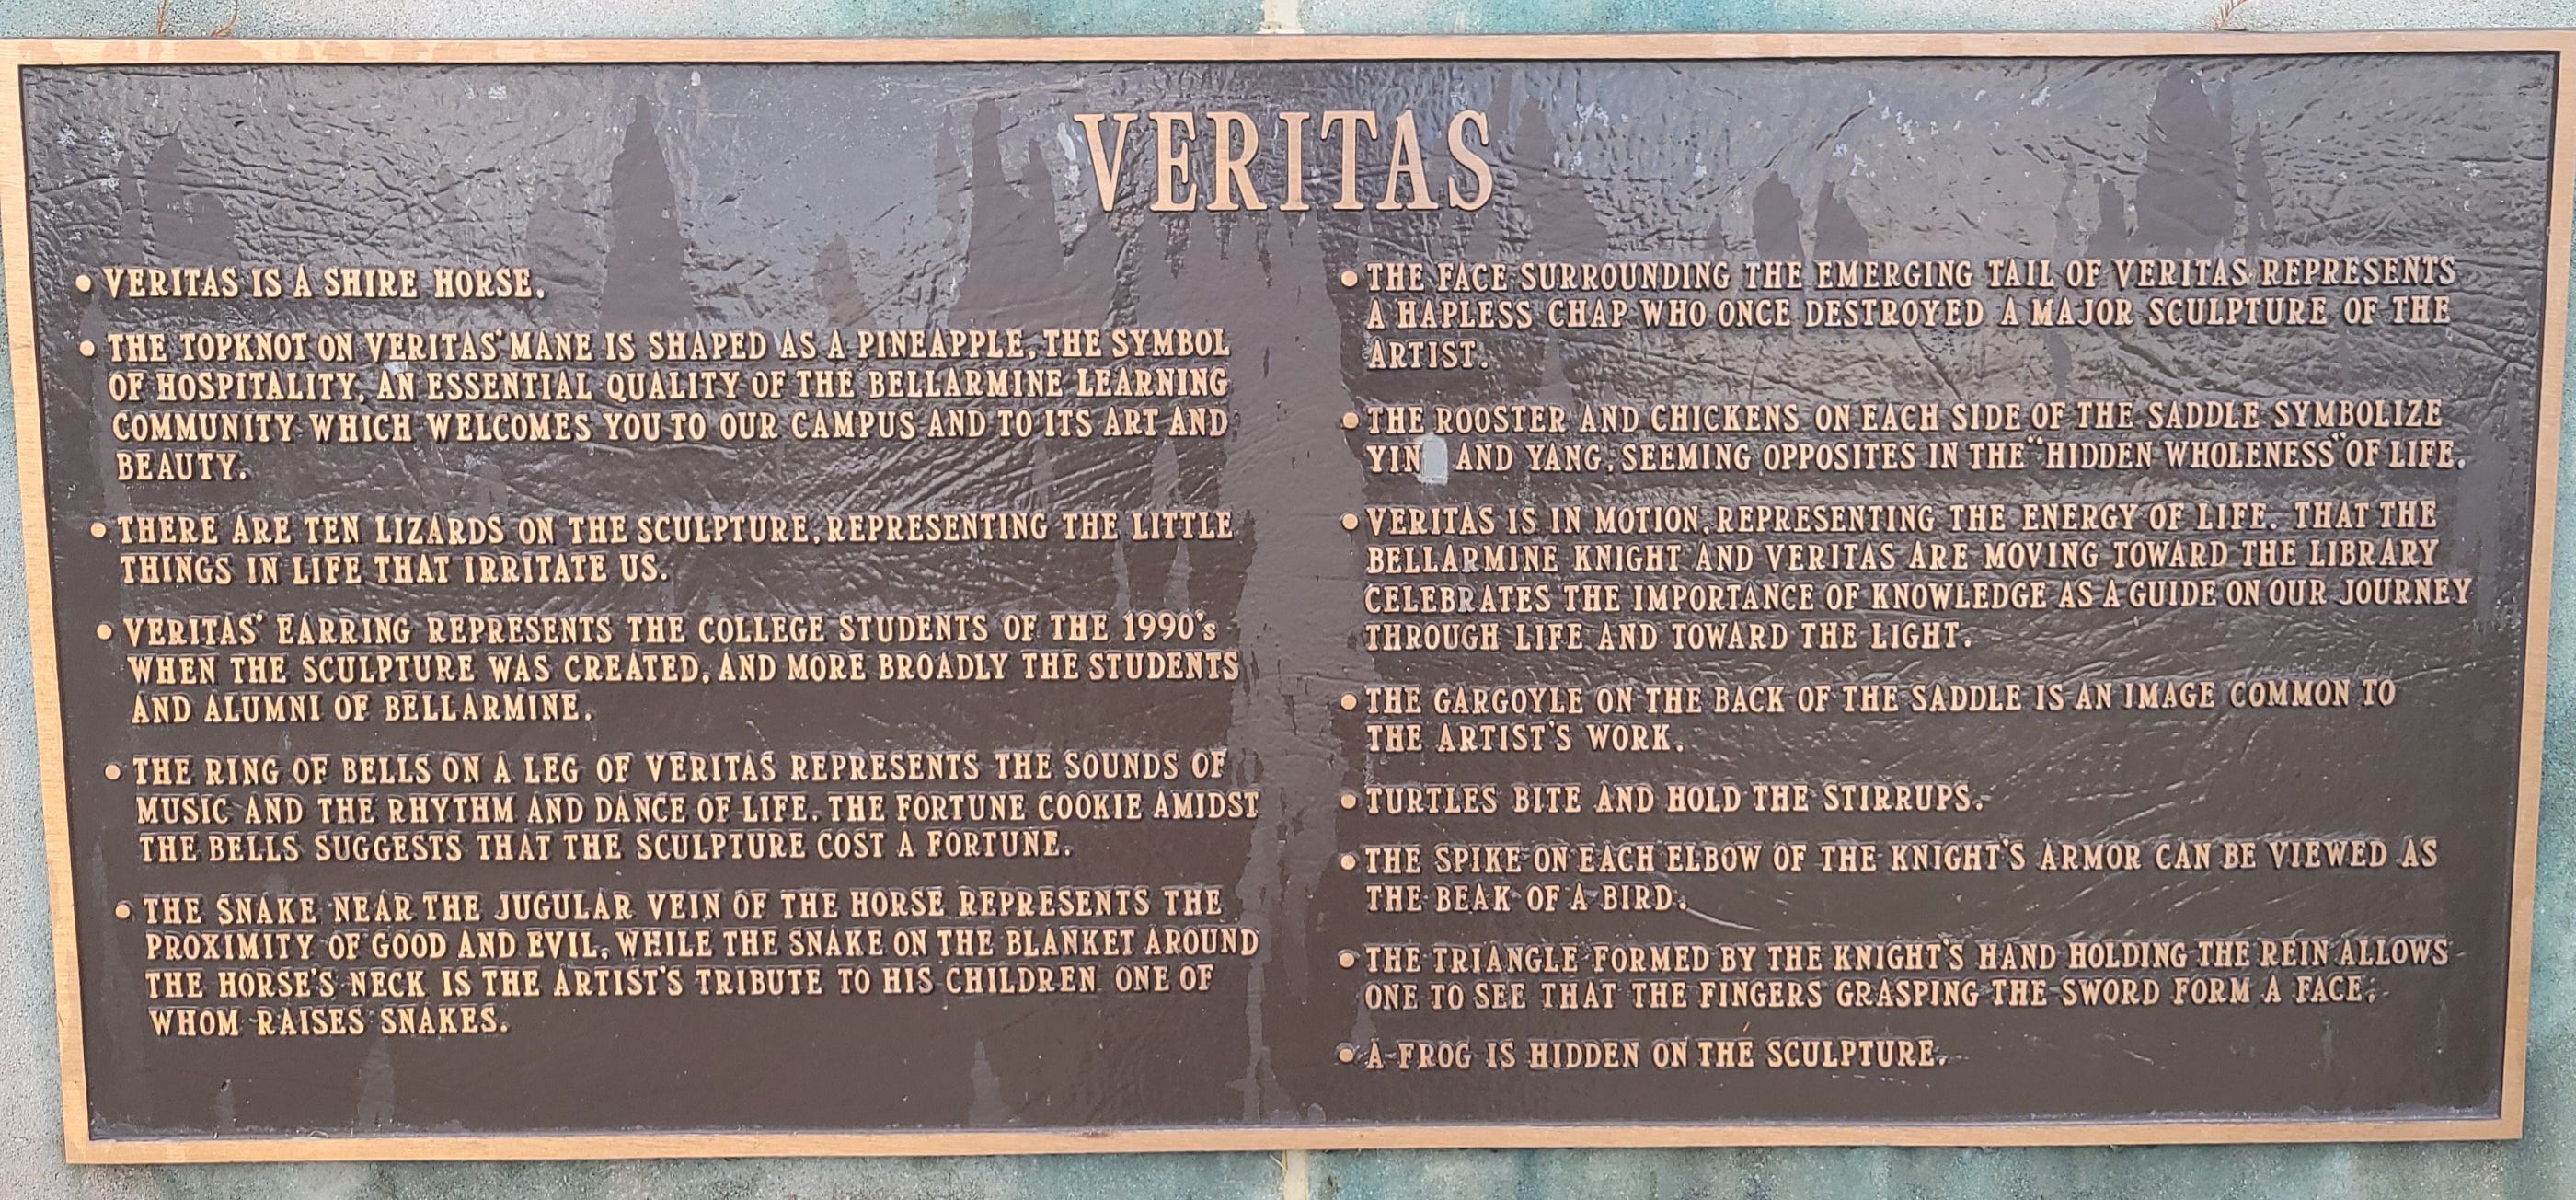 VERITAS
• VERITAS IS A SHIRE HORSE.
• THE TOPKNOT ON VERITAS' MANE IS SHAPED AS A PINEAPPLE, THE SYMBOL
OF HOSPITALITY, AN ESSENTIAL QUALITY OF THE BELLARMINE LEARNING
COMMUNITY WHICH WELCOMES YOU TO OUR CAMPUS AND TO ITS ART AND
BEAUTY.
• THERE ARE TEN LIZARDS ON THE SCULPTURE, REPRESENTING THE LITTLE
THINGS IN LIFE THAT IRRITATE US.
• VERITAS' EARRING REPRESENTS THE COLLEGE STUDENTS OF THE 1990's
WHEN THE SCULPTURE WAS CREATED, AND MORE BROADLY THE STUDENTS
AND ALUMNI OF BELLARMINE.
• THE RING OF BELLS ON A LEG OF VERITAS REPRESENTS THE SOUNDS OF
MUSIC AND THE RHYTHM AND DANCE OF LIFE. THE FORTUNE COOKIE AMIDST
THE BELLS SUGGESTS THAT THE SCULPTURE COST A FORTUNE.
• THE SNAKE NEAR THE JUGULAR VEIN OF THE HORSE REPRESENTS THE
PROXIMITY OF GOOD AND EVIL, WHILE THE SNAKE ON THE BLANKET AROUND
THE HORSE'S NECK IS THE ARTIST'S TRIBUTE TO HIS CHILDREN ONE OF
WHOM RAISES SNAKES.
• THE FACE SURROUNDING THE EMERGING TAIL OF VERITAS REPRESENTS
A HAPLESS CHAP WHO ONCE DESTROYED A MAJOR SCULPTURE OF THE
ARTIST.
• THE ROOSTER AND CHICKENS ON EACH SIDE OF THE SADDLE SYMBOLIZE
YIN AND YANG, SEEMING OPPOSITES IN THE "HIDDEN WHOLENESS" OF LIFE.
• VERITAS IS IN MOTION, REPRESENTING THE ENERGY OF LIFE. THAT THE
BELLARMINE KNIGHT AND VERITAS ARE MOVING TOWARD THE LIBRARY
CELEBRATES THE IMPORTANCE OF KNOWLEDGE AS A GUIDE ON OUR JOURNEY
THROUGH LIFE AND TOWARD THE LIGHT.
• THE GARGOYLE ON THE BACK OF THE SADDLE IS AN IMAGE COMMON TO
THE ARTIST'S WORK.
• TURTLES BITE AND HOLD THE STIRRUPS.
• THE SPIKE ON EACH ELBOW OF THE KNIGHT'S ARMOR CAN BE VIEWED AS
THE BEAK OF A BIRD.
• THE TRIANGLE FORMED BY THE KNIGHT'S HAND HOLDING THE REIN ALLOWS
ONE TO SEE THAT THE FINGERS GRASPING THE SWORD FORM A FACE.
• A FROG IS HIDDEN ON THE SCULPTURE.